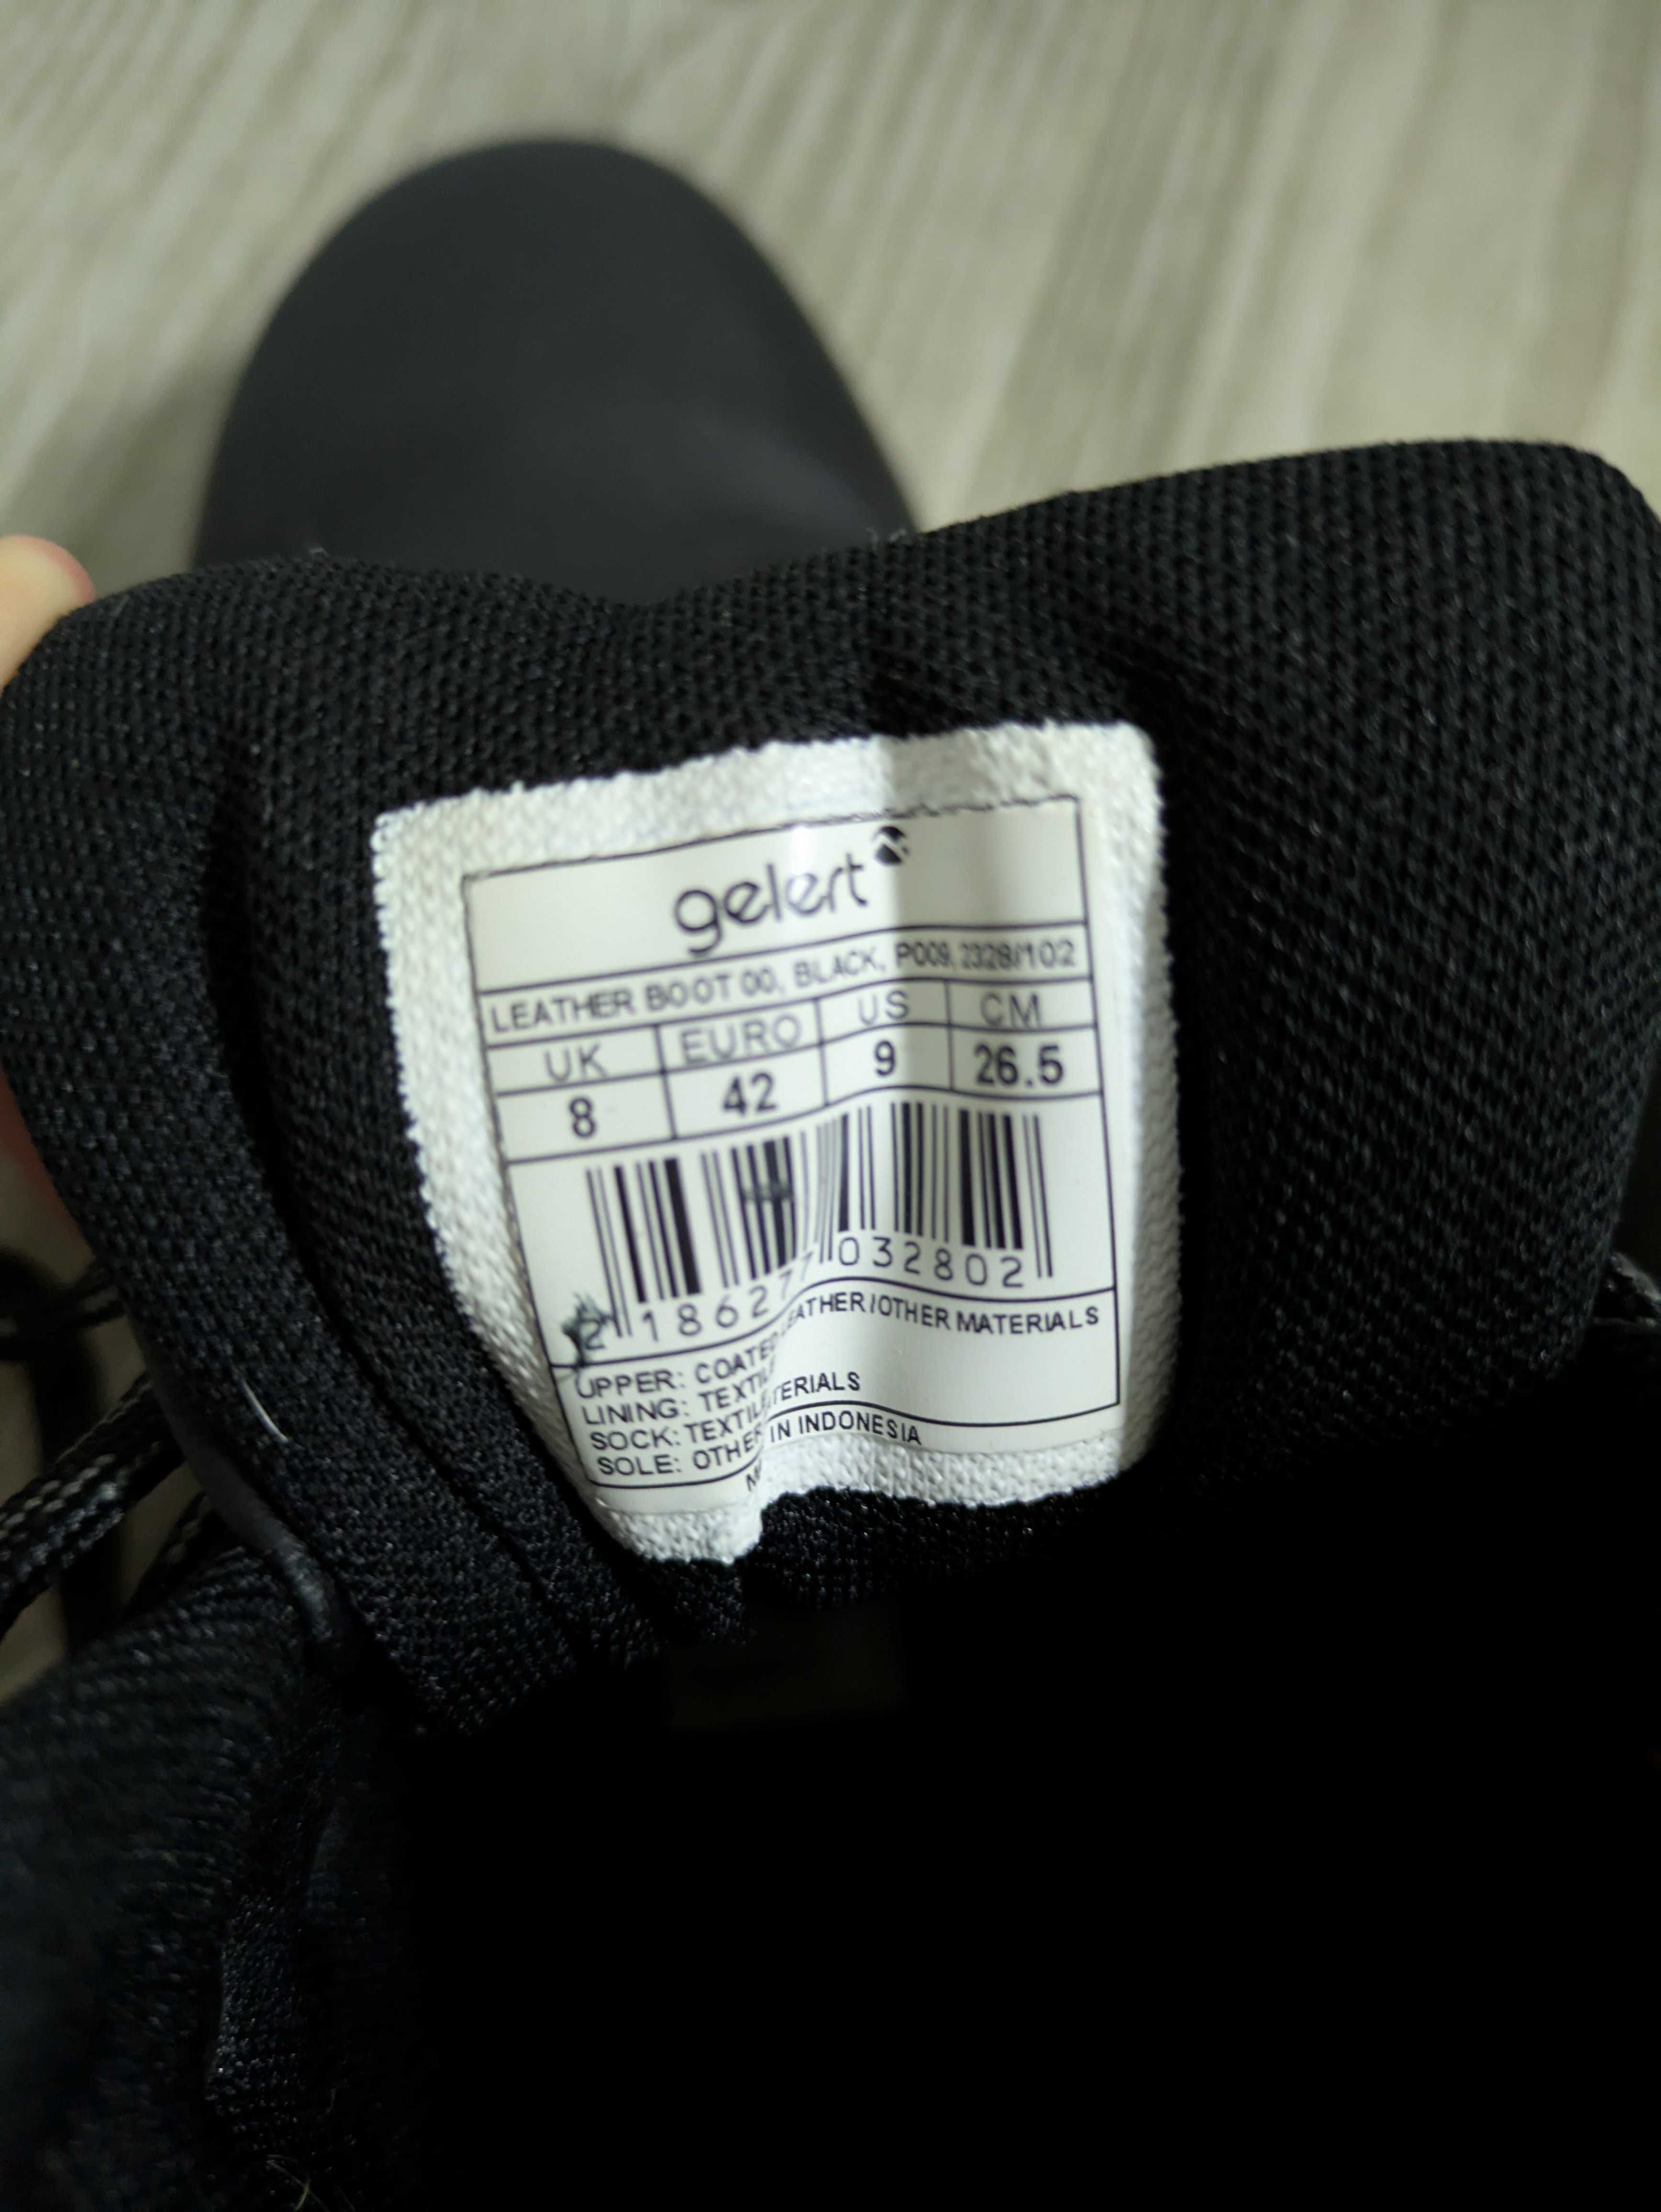 gelert
LEATHER BOOT 00, BLACK, P009, 2328/102
UK EURO US CM
8 42 9 26.5
2 186277 032802
UPPER: COATED LEATHER/OTHER MATERIALS
LINING: TEXTILE
SOCK: TEXTILE
SOLE: OTHER MATERIALS
IN INDONESIA